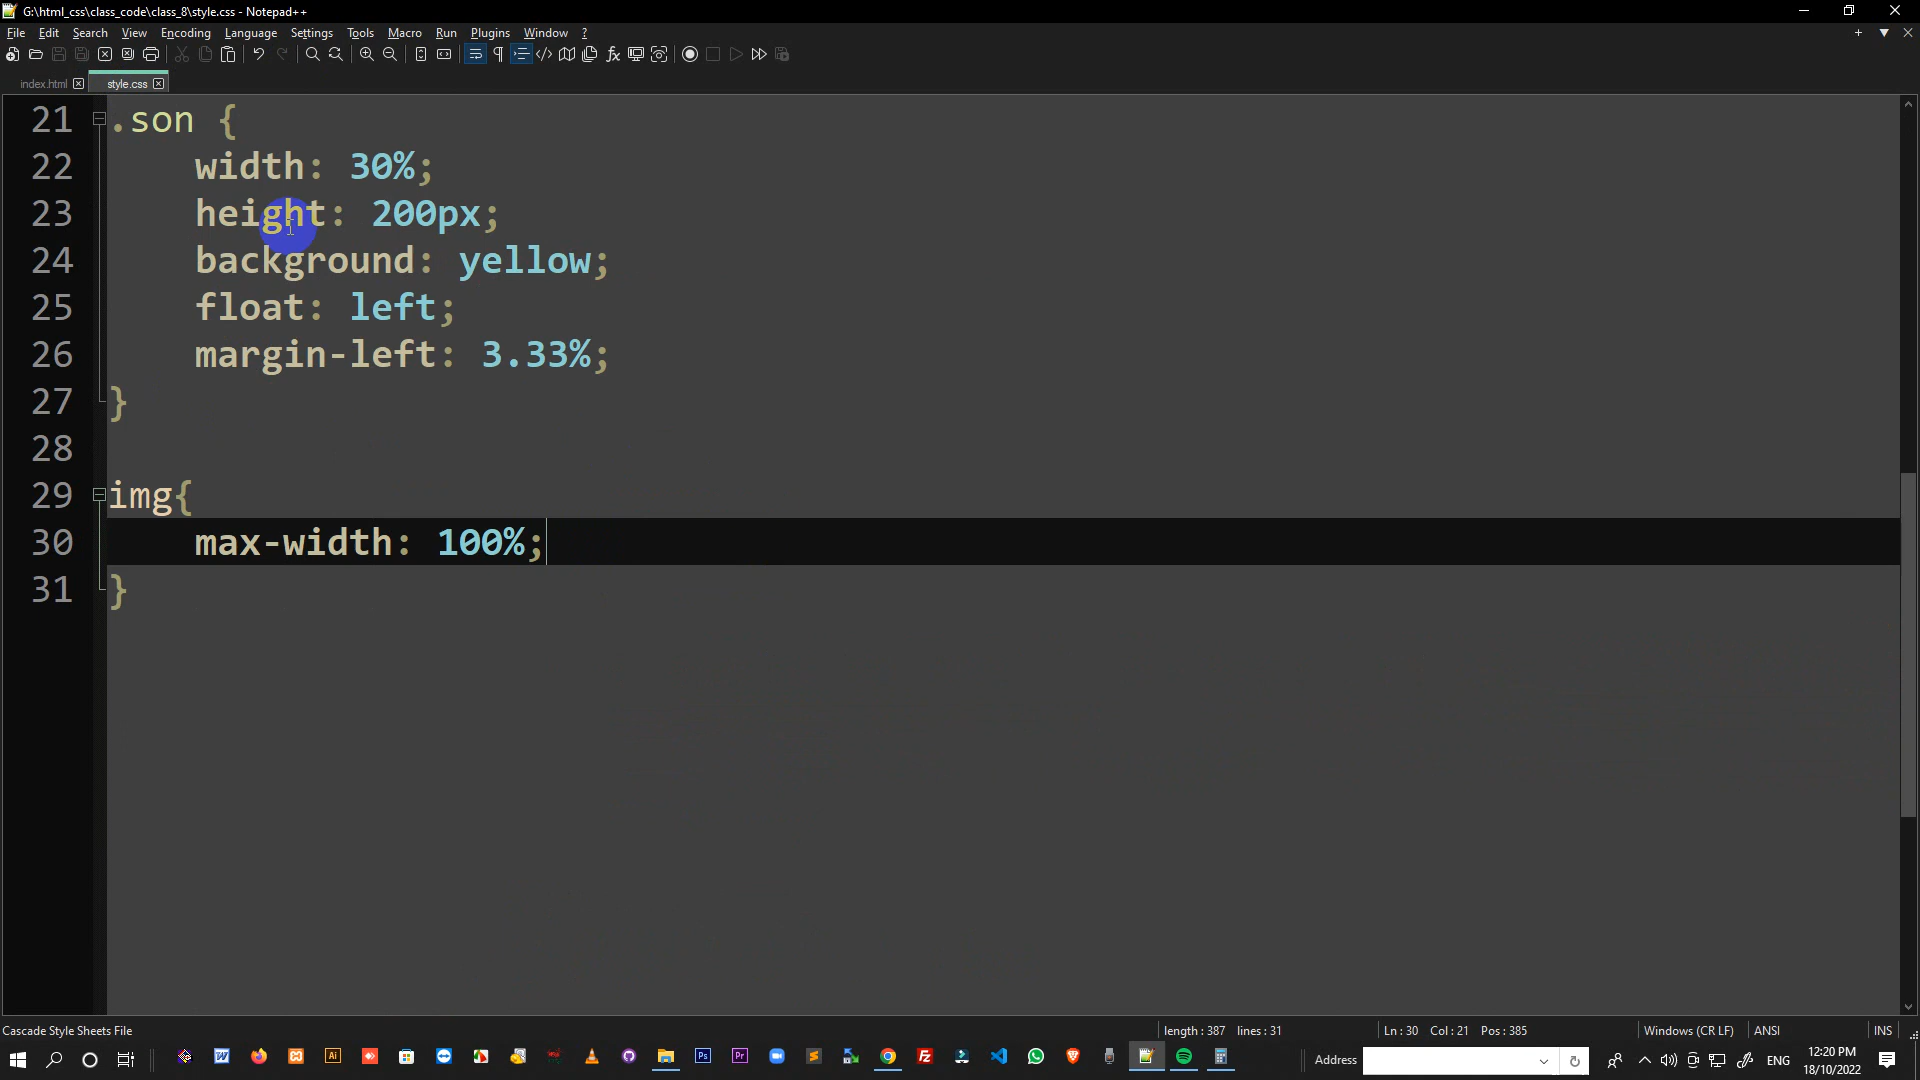 G:\html_css\class_code\class_8\style.css - Notepad++
File Edit Search View Encoding Language Settings Tools Macro Run Plugins Window ?
index.html style.css
21 .son {
22 width: 30%;
23 height: 200px;
24 background: yellow;
25 float: left;
26 margin-left: 3.33%;
27 }
28
29 img{
30 max-width: 100%;
31 }
Cascade Style Sheets File length : 387 lines : 31 Ln : 30 Col : 21 Pos : 385 Windows (CR LF) ANSI INS
Address ENG 12:20 PM
18/10/2022